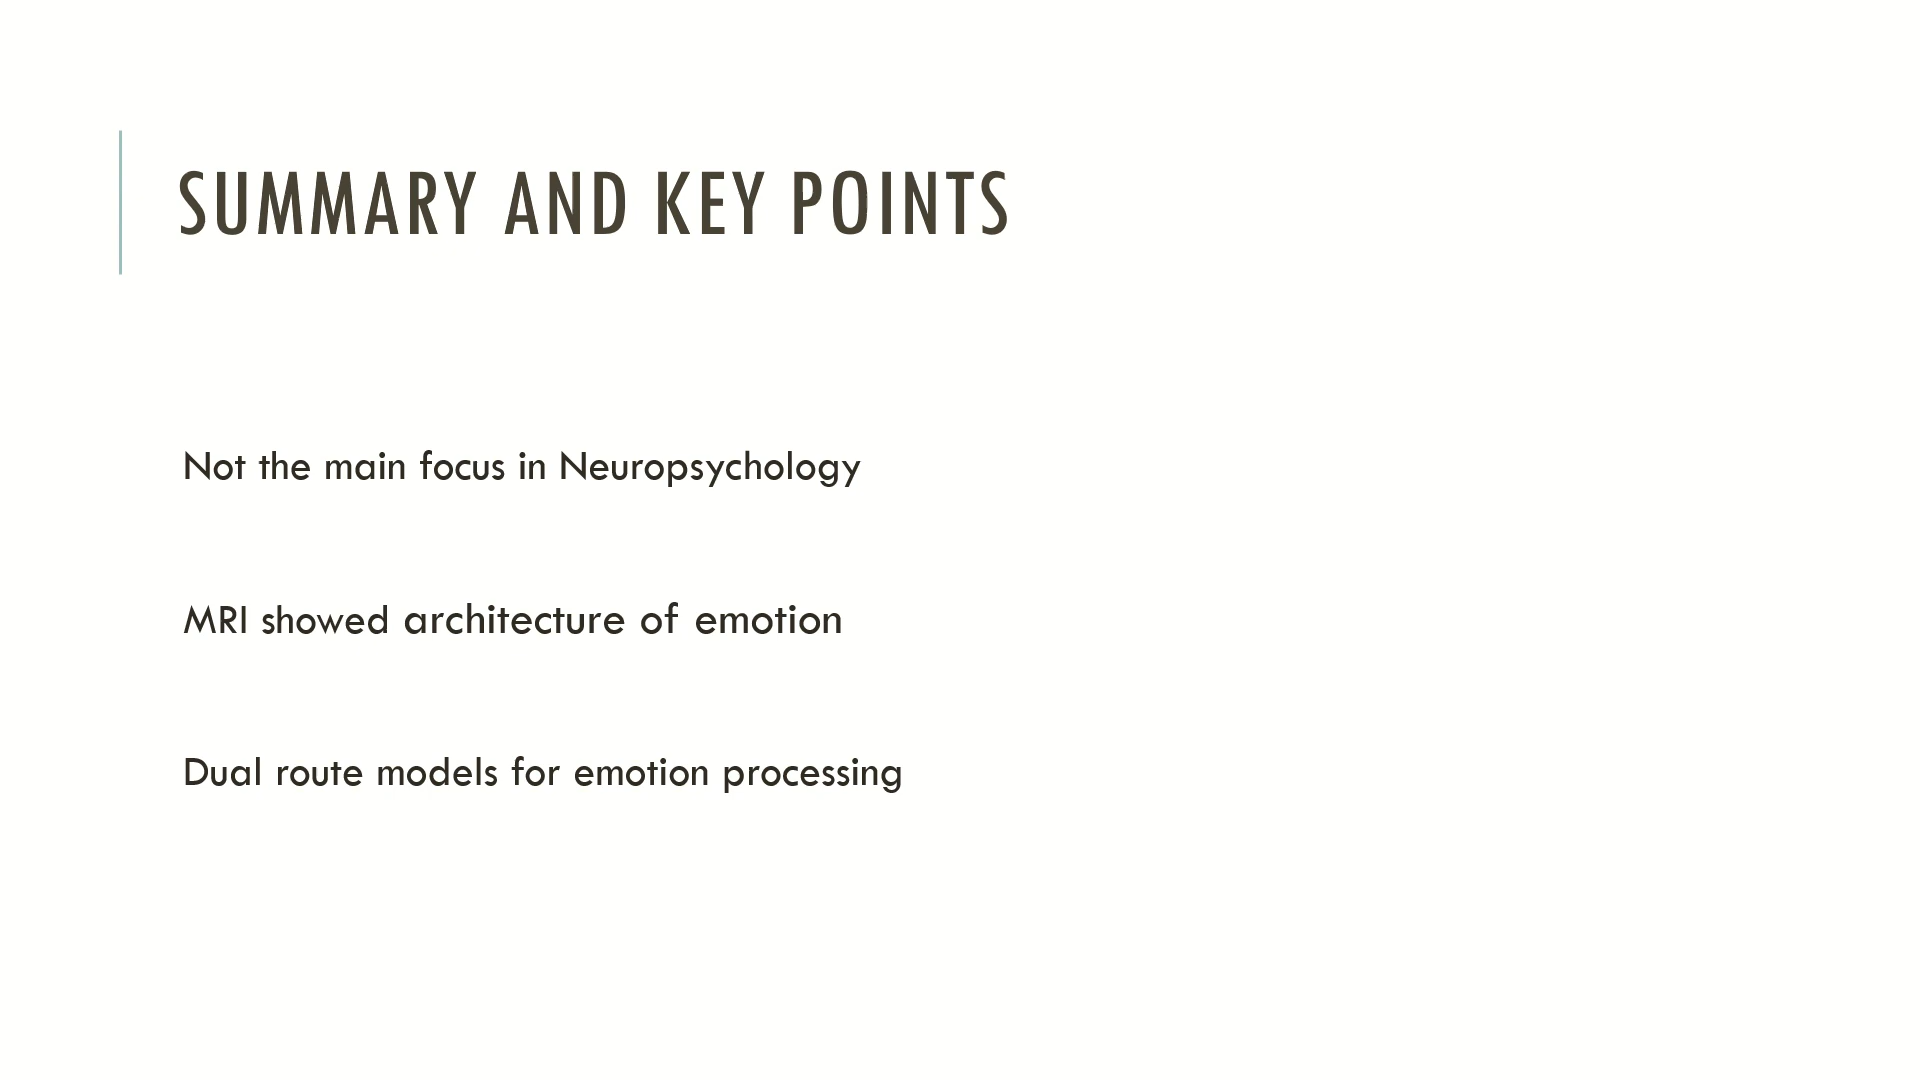 SUMMARY AND KEY POINTS
Not the main focus in Neuropsychology
MRI showed architecture of emotion
Dual route models for emotion processing